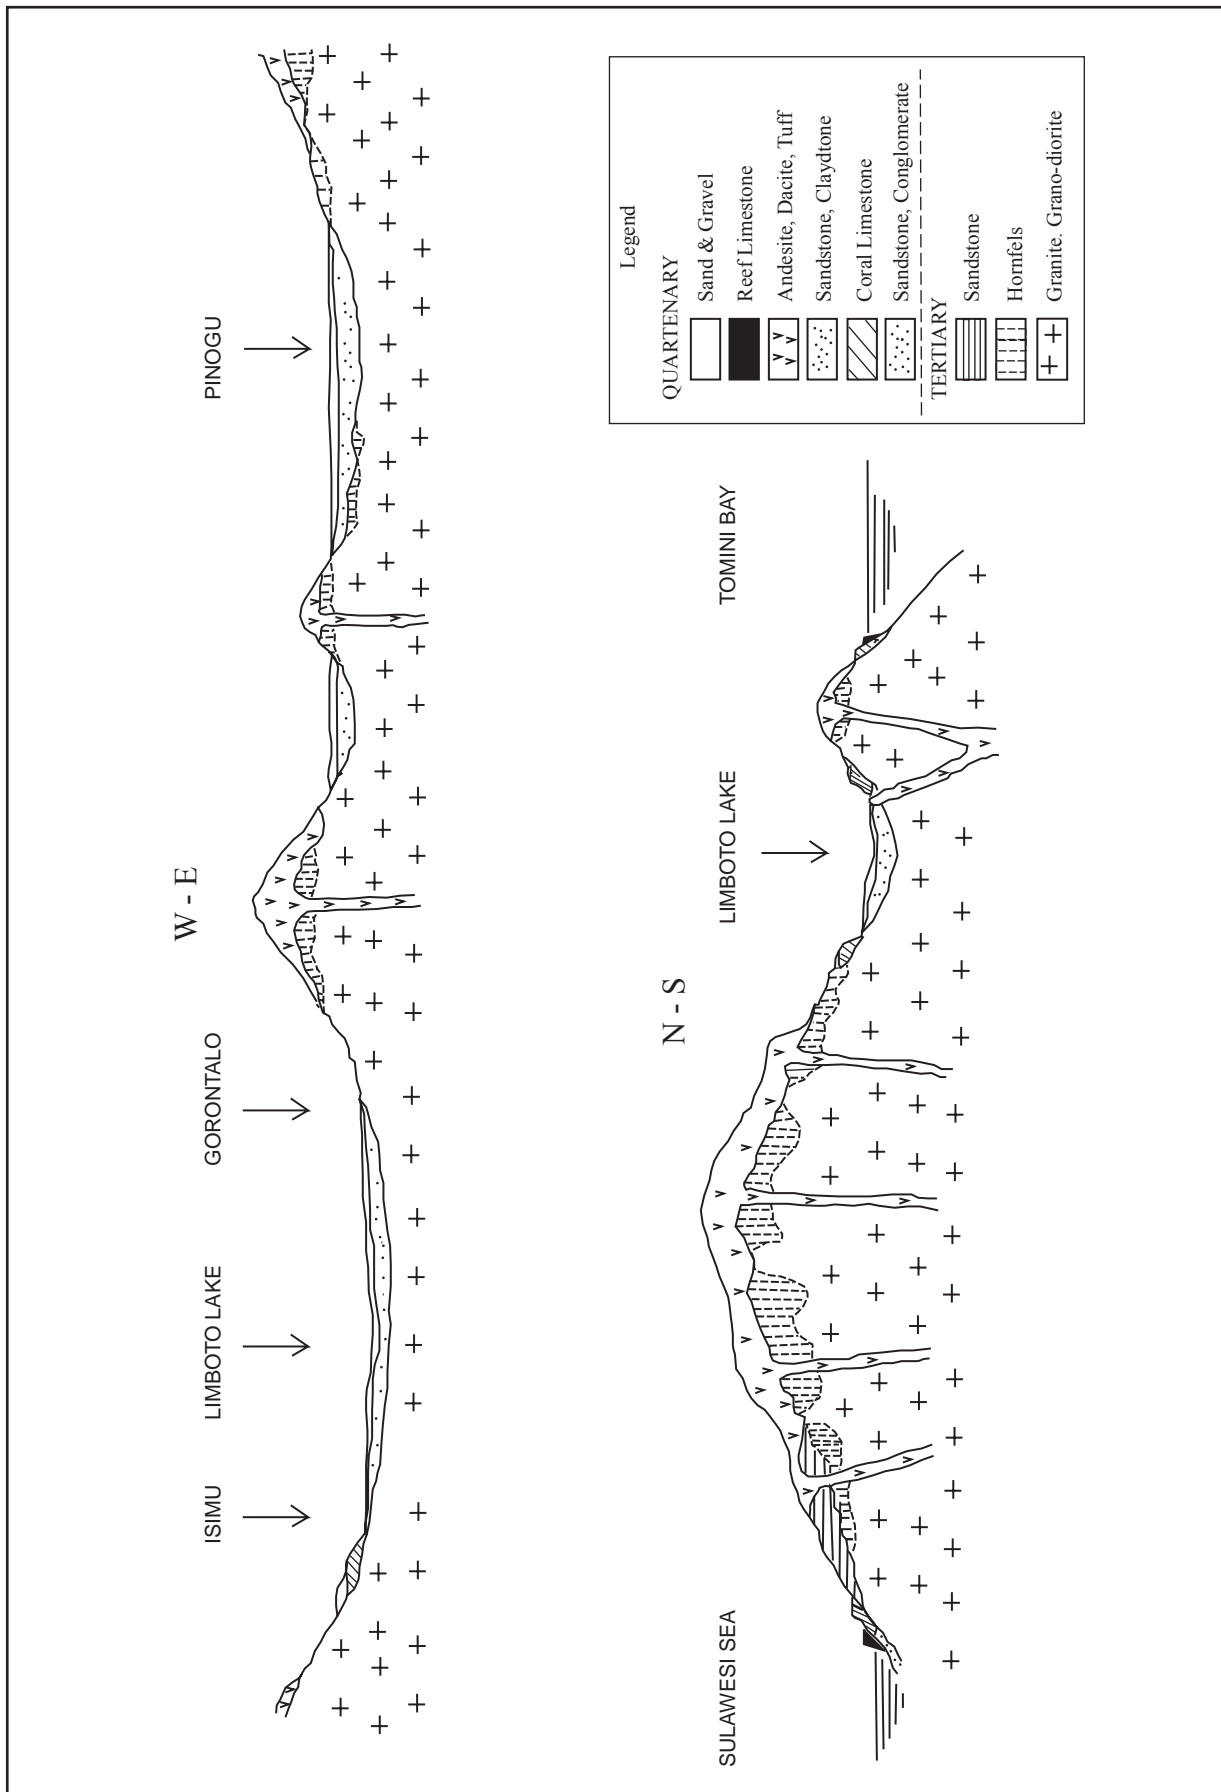 W - E
ISIMU
LIMBOTO LAKE
GORONTALO
PINOGU
N - S
SULAWESI SEA
LIMBOTO LAKE
TOMINI BAY
Legend
QUARTENARY
Sand & Gravel
Reef Limestone
Andesite, Dacite, Tuff
Sandstone, Claydtone
Coral Limestone
Sandstone, Conglomerate
TERTIARY
Sandstone
Hornfels
Granite. Grano-diorite